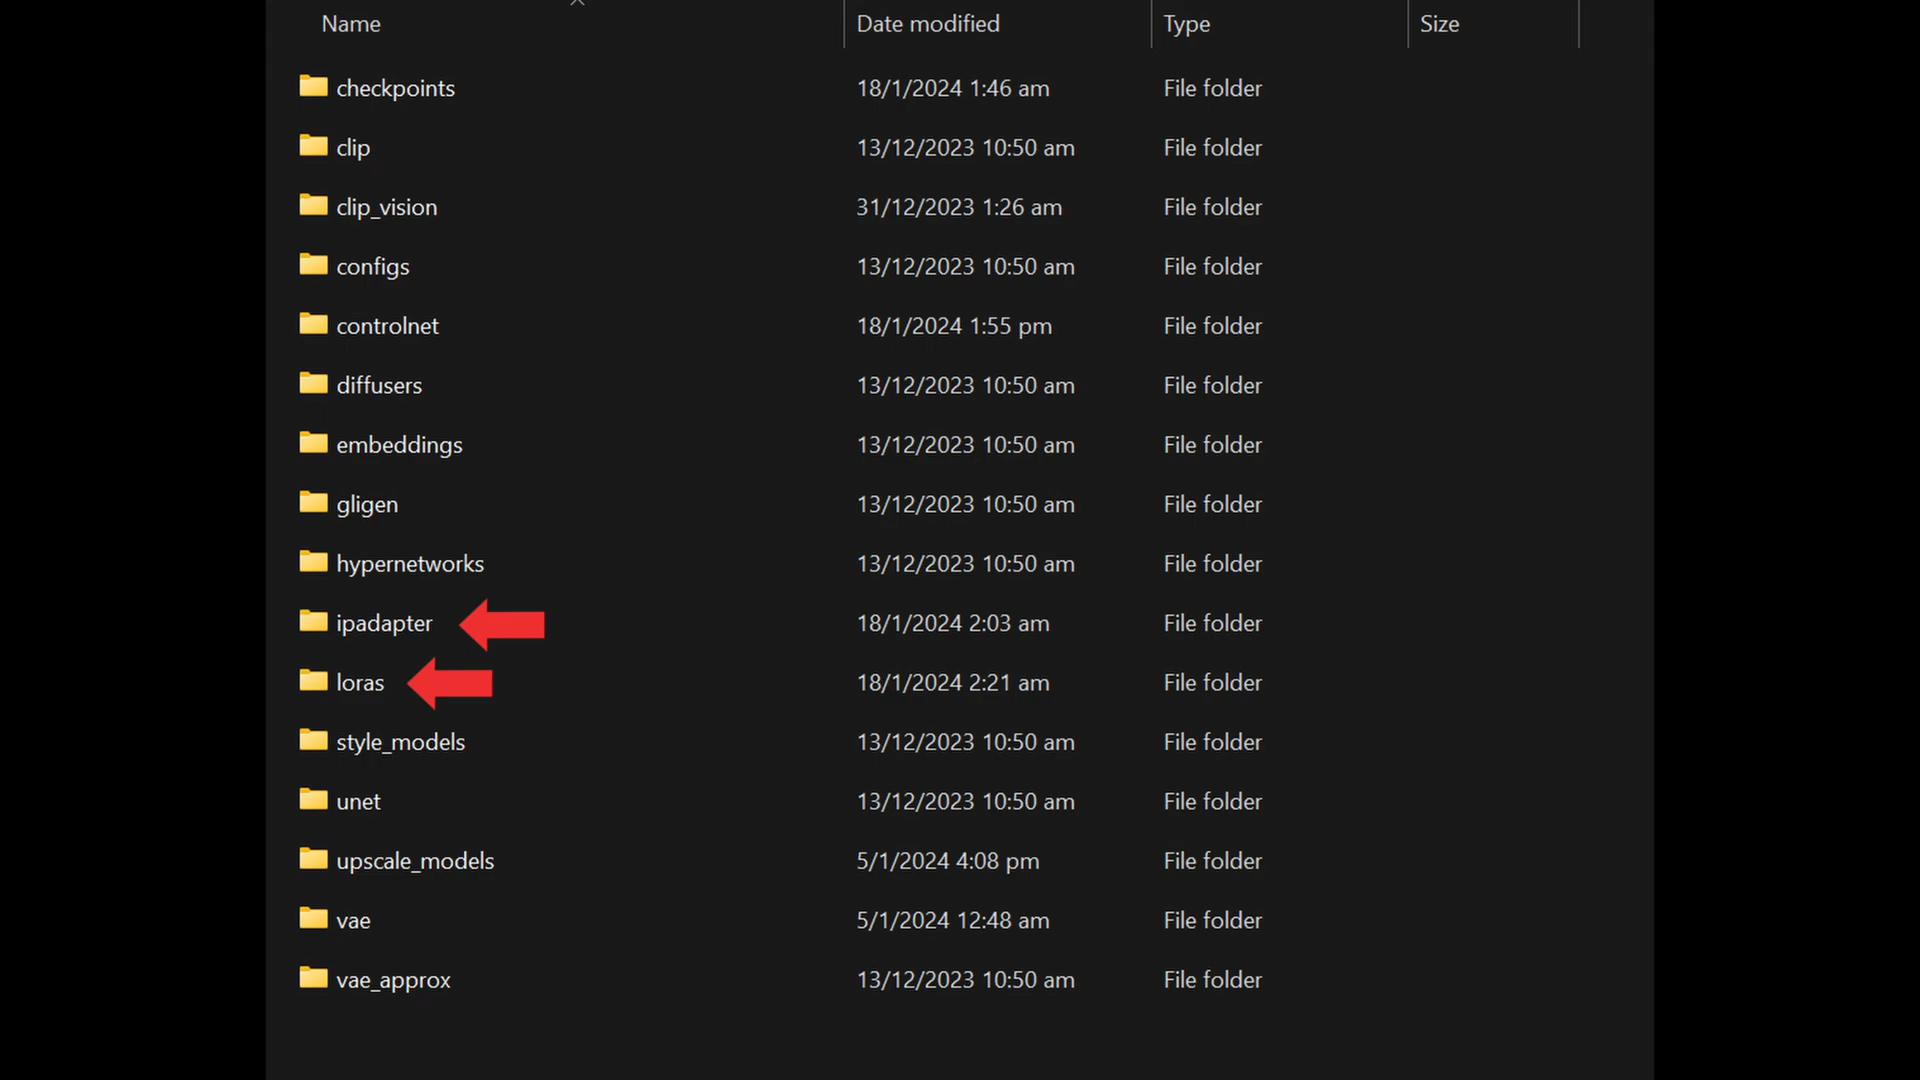 Name Date modified Type Size
checkpoints 18/1/2024 1:46 am File folder
clip 13/12/2023 10:50 am File folder
clip_vision 31/12/2023 1:26 am File folder
configs 13/12/2023 10:50 am File folder
controlnet 18/1/2024 1:55 pm File folder
diffusers 13/12/2023 10:50 am File folder
embeddings 13/12/2023 10:50 am File folder
gligen 13/12/2023 10:50 am File folder
hypernetworks 13/12/2023 10:50 am File folder
ipadapter 18/1/2024 2:03 am File folder
loras 18/1/2024 2:21 am File folder
style_models 13/12/2023 10:50 am File folder
unet 13/12/2023 10:50 am File folder
upscale_models 5/1/2024 4:08 pm File folder
vae 5/1/2024 12:48 am File folder
vae_approx 13/12/2023 10:50 am File folder